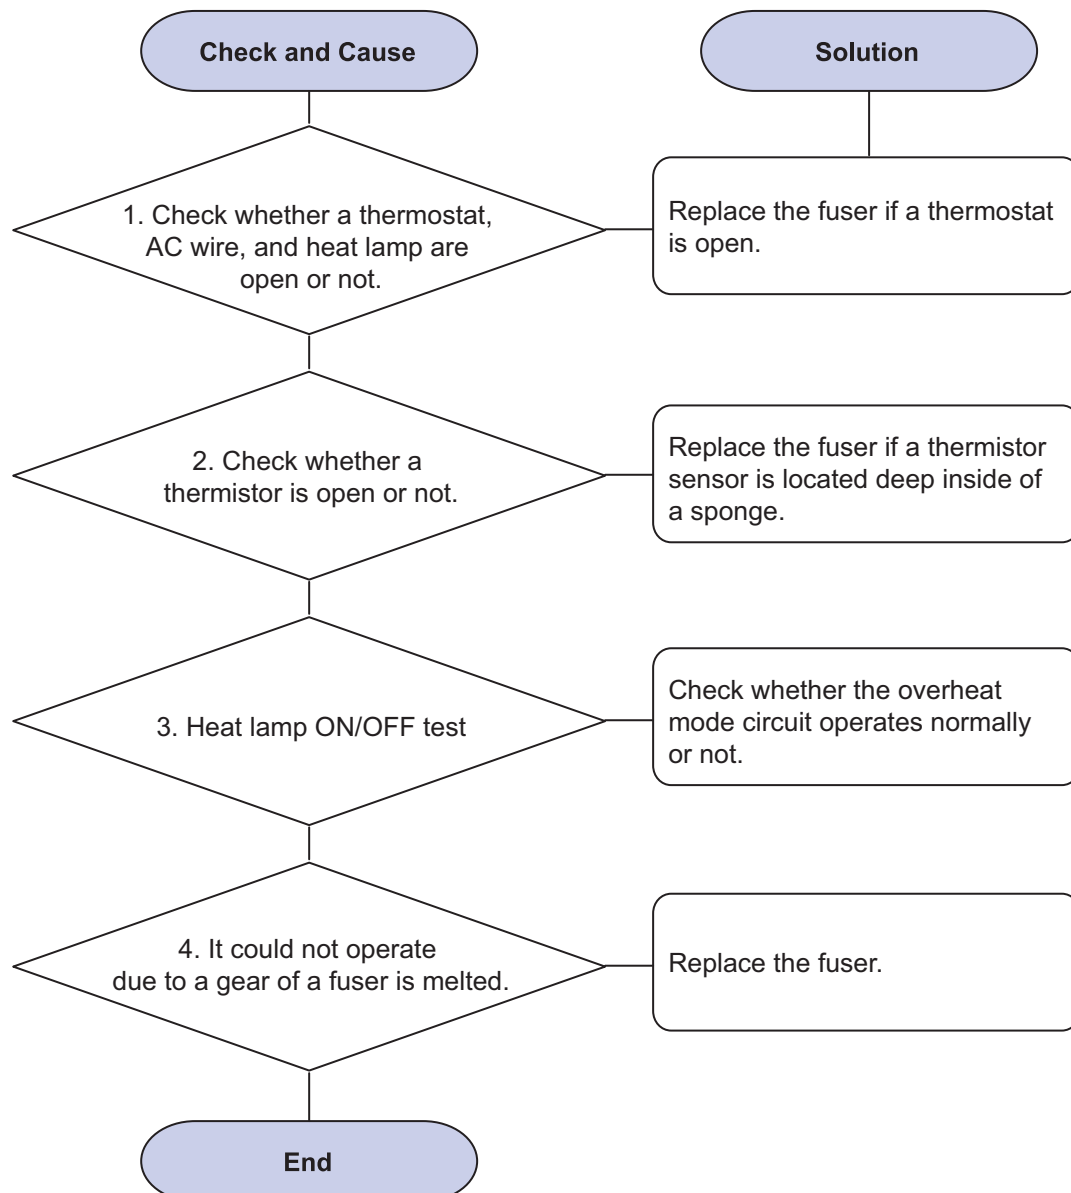 Check and Cause
Solution
1. Check whether a thermostat,
AC wire, and heat lamp are
open or not.
Replace the fuser if a thermostat
is open.
2. Check whether a
thermistor is open or not.
Replace the fuser if a thermistor
sensor is located deep inside of
a sponge.
3. Heat lamp ON/OFF test
Check whether the overheat
mode circuit operates normally
or not.
4. It could not operate
due to a gear of a fuser is melted.
Replace the fuser.
End